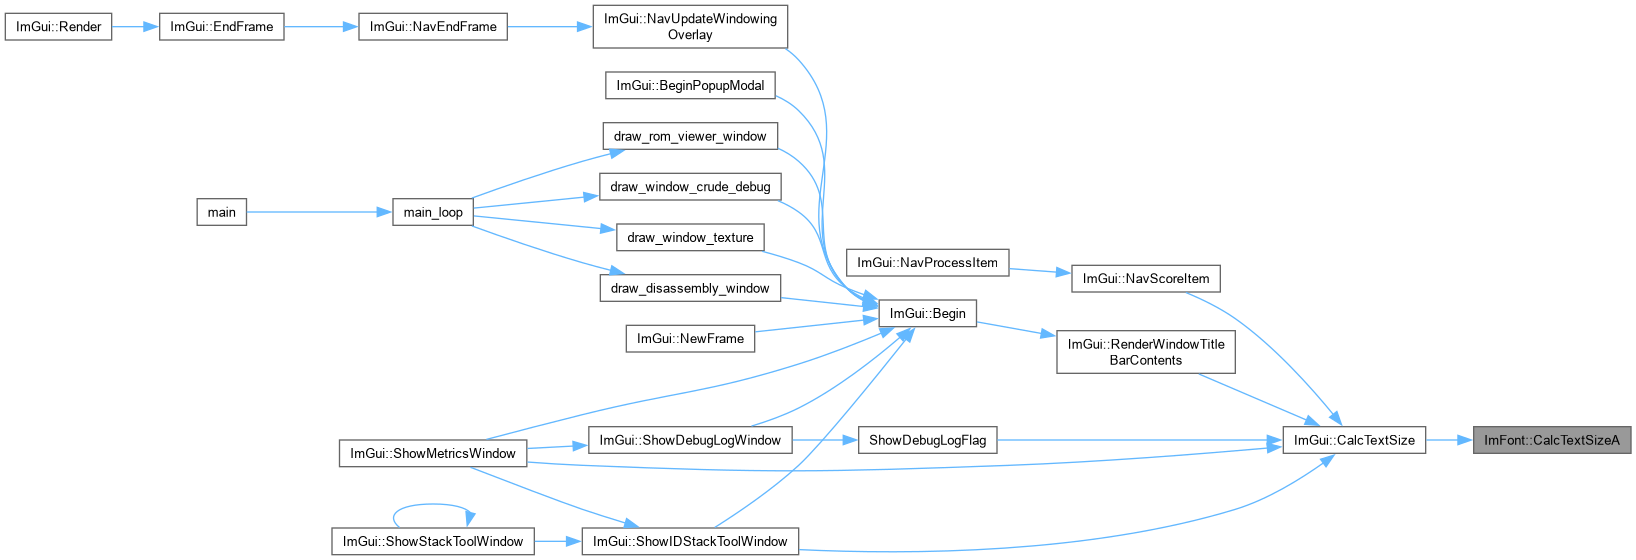 ImGui::Render
ImGui::EndFrame
ImGui::NavEndFrame
ImGui::NavUpdateWindowing
Overlay
ImGui::BeginPopupModal
draw_rom_viewer_window
draw_window_crude_debug
main
main_loop
draw_window_texture
ImGui::NavProcessItem
ImGui::NavScoreItem
draw_disassembly_window
ImGui::Begin
ImGui::NewFrame
ImGui::RenderWindowTitle
BarContents
ImGui::ShowMetricsWindow
ImGui::ShowDebugLogWindow
ShowDebugLogFlag
ImGui::CalcTextSize
ImFont::CalcTextSizeA
ImGui::ShowStackToolWindow
ImGui::ShowIDStackToolWindow